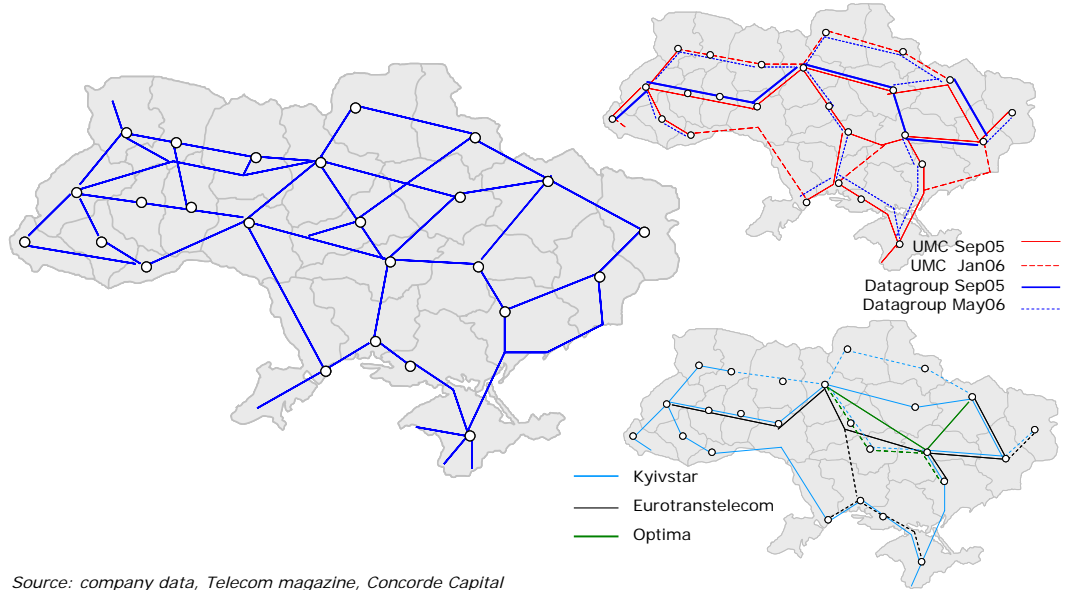 UMC Sep05
UMC Jan06
Datagroup Sep05
Datagroup May06
Kyivstar
Eurotranstelecom
Optima
Source: company data, Telecom magazine, Concorde Capital